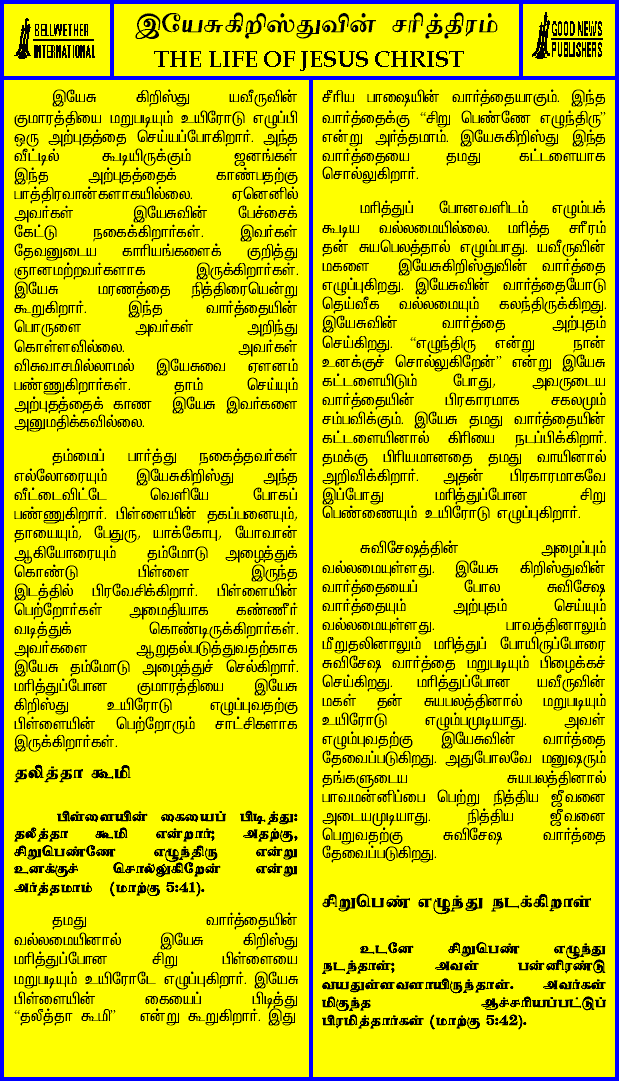 BELLWETHER
INTERNATIONAL
இயேசுகிறிஸ்துவின் சரித்திரம்
THE LIFE OF JESUS CHRIST
GOOD NEWS
PUBLISHERS
இயேசு கிறிஸ்து யவீருவின்
குமாரத்தியை மறுபடியும் உயிரோடு எழுப்பி
ஒரு அற்புதத்தை செய்யப்போகிறார். அந்த
வீட்டில் கூடியிருக்கும் ஜனங்கள்
இந்த அற்புதத்தைக் காண்பதற்கு
பாத்திரவான்களாகயில்லை. ஏனெனில்
அவர்கள் இயேசுவின் பேச்சைக்
கேட்டு நகைக்கிறார்கள். இவர்கள்
தேவனுடைய காரியங்களைக் குறித்து
ஞானமற்றவர்களாக இருக்கிறார்கள்.
இயேசு மரணத்தை நித்திரையென்று
கூறுகிறார். இந்த வார்த்தையின்
பொருளை அவர்கள் அறிந்து
கொள்ளவில்லை. அவர்கள்
விசுவாசமில்லாமல் இயேசுவை ஏளனம்
பண்ணுகிறார்கள். தாம் செய்யும்
அற்புதத்தைக் காண இயேசு இவர்களை
அனுமதிக்கவில்லை.
தம்மைப் பார்த்து நகைத்தவர்கள்
எல்லோரையும் இயேசுகிறிஸ்து அந்த
வீட்டைவிட்டே வெளியே போகப்
பண்ணுகிறார். பிள்ளையின் தகப்பனையும்,
தாயையும், பேதுரு, யாக்கோபு, யோவான்
ஆகியோரையும் தம்மோடு அழைத்துக்
கொண்டு பிள்ளை இருந்த
இடத்தில் பிரவேசிக்கிறார். பிள்ளையின்
பெற்றோர்கள் அமைதியாக கண்ணீர்
வடித்துக் கொண்டிருக்கிறார்கள்.
அவர்களை ஆறுதல்படுத்துவதற்காக
இயேசு தம்மோடு அழைத்துச் செல்கிறார்.
மரித்துப்போன குமாரத்தியை இயேசு
கிறிஸ்து உயிரோடு எழுப்புவதற்கு
பிள்ளையின் பெற்றோரும் சாட்சிகளாக
இருக்கிறார்கள்.
தலித்தா கூமி
பிள்ளையின் கையைப் பிடித்து:
தலீத்தா கூமி என்றார்; அதற்கு,
சிறுபெண்ணே எழுந்திரு என்று
உனக்குச் சொல்லுகிறேன் என்று
அர்த்தமாம் (மாற்கு 5:41).
தமது வார்த்தையின்
வல்லமையினால் இயேசு கிறிஸ்து
மரித்துப்போன சிறு பிள்ளையை
மறுபடியும் உயிரோடே எழுப்புகிறார். இயேசு
பிள்ளையின் கையைப் பிடித்து
“தலீத்தா கூமி” என்று கூறுகிறார். இது
சீரிய பாஷையின் வார்த்தையாகும். இந்த
வார்த்தைக்கு “சிறு பெண்ணே எழுந்திரு”
என்று அர்த்தமாம். இயேசுகிறிஸ்து இந்த
வார்த்தையை தமது கட்டளையாக
சொல்லுகிறார்.
மரித்துப் போனவளிடம் எழும்பக்
கூடிய வல்லமையில்லை. மரித்த சரீரம்
தன் சுயபெலத்தால் எழும்பாது. யவீருவின்
மகளை இயேசுகிறிஸ்துவின் வார்த்தை
எழுப்புகிறது. இயேசுவின் வார்த்தையோடு
தெய்வீக வல்லமையும் கலந்திருக்கிறது.
இயேசுவின் வார்த்தை அற்புதம்
செய்கிறது. “எழுந்திரு என்று நான்
உனக்குச் சொல்லுகிறேன்” என்று இயேசு
கட்டளையிடும் போது, அவருடைய
வார்த்தையின் பிரகாரமாக சகலமும்
சம்பவிக்கும். இயேசு தமது வார்த்தையின்
கட்டளையினால் கிரியை நடப்பிக்கிறார்.
தமக்கு பிரியமானதை தமது வாயினால்
அறிவிக்கிறார். அதன் பிரகாரமாகவே
இப்போது மரித்துப்போன சிறு
பெண்ணையும் உயிரோடு எழுப்புகிறார்.
சுவிசேஷத்தின் அழைப்பும்
வல்லமையுள்ளது. இயேசு கிறிஸ்துவின்
வார்த்தையைப் போல சுவிசேஷ
வார்த்தையும் அற்புதம் செய்யும்
வல்லமையுள்ளது. பாவத்தினாலும்
மீறுதலினாலும் மரித்துப் போயிருப்போரை
சுவிசேஷ வார்த்தை மறுபடியும் பிழைக்கச்
செய்கிறது. மரித்துப்போன யவீருவின்
மகள் தன் சுயபலத்தினால் மறுபடியும்
உயிரோடு எழும்பமுடியாது. அவள்
எழும்புவதற்கு இயேசுவின் வார்த்தை
தேவைப்படுகிறது. அதுபோலவே மனுஷரும்
தங்களுடைய சுயபலத்தினால்
பாவமன்னிப்பை பெற்று நித்திய ஜீவனை
அடையமுடியாது. நித்திய ஜீவனை
பெறுவதற்கு சுவிசேஷ வார்த்தை
தேவைப்படுகிறது.
சிறுபெண் எழுந்து நடக்கிறாள்
உடனே சிறுபெண் எழுந்து
நடந்தாள்; அவள் பன்னிரண்டு
வயதுள்ளவளாயிருந்தாள். அவர்கள்
மிகுந்த ஆச்சரியப்பட்டுப்
பிரமித்தார்கள் (மாற்கு 5:42).